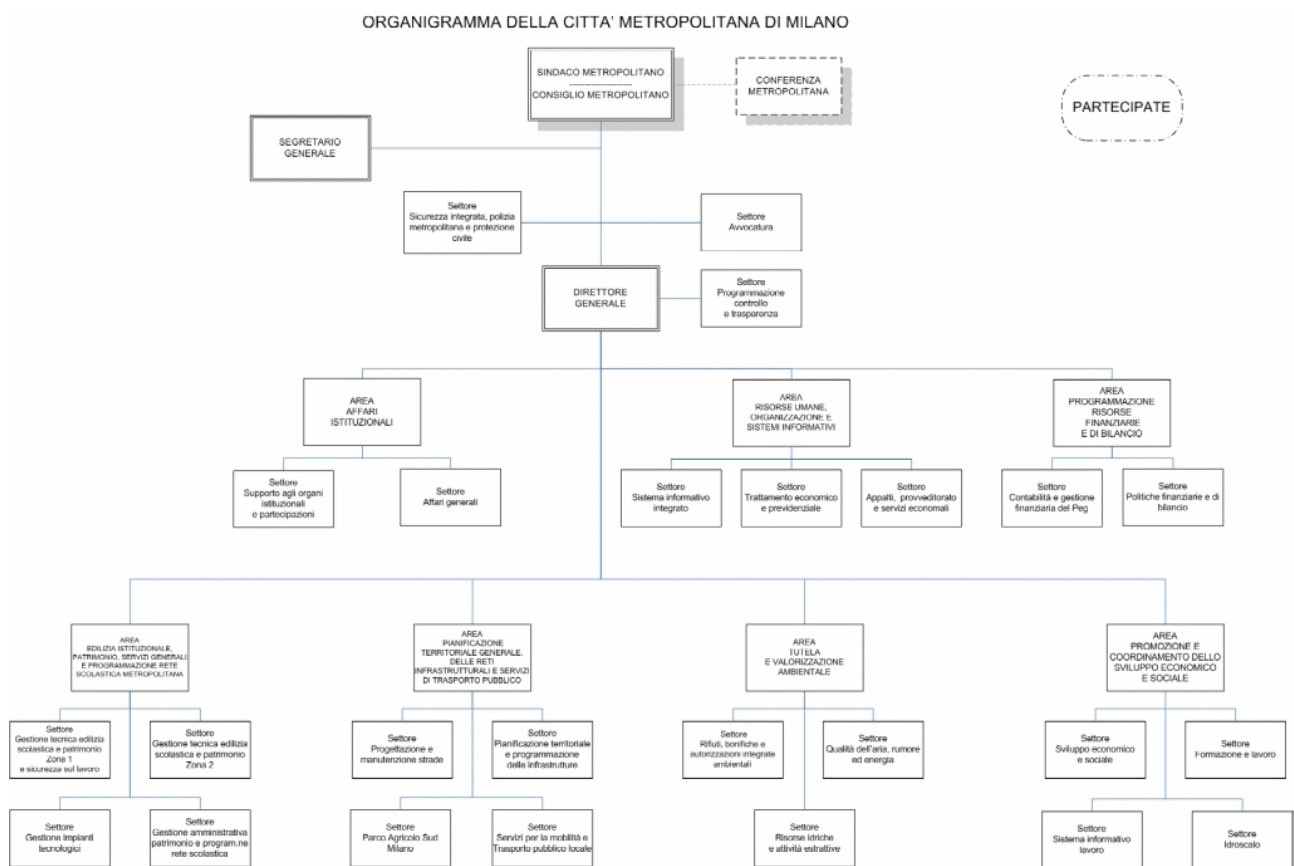 ORGANIGRAMMA DELLA CITTA' METROPOLITANA DI MILANO
SINDACO METROPOLITANO
CONSIGLIO METROPOLITANO
CONFERENZA
METROPOLITANA
PARTECIPATE
SEGRETARIO
GENERALE
Settore
Sicurezza integrata, polizia
metropolitana e protezione
civile
Settore
Avvocatura
DIRETTORE
GENERALE
Settore
Programmazione
controllo
e trasparenza
AREA
AFFARI
ISTITUZIONALI
AREA
RISORSE UMANE,
ORGANIZZAZIONE E
SISTEMI INFORMATIVI
AREA
PROGRAMMAZIONE
RISORSE
FINANZIARIE
E DI BILANCIO
Settore
Supporto agli organi
istituzionali
e partecipazioni
Settore
Affari generali
Settore
Sistema informativo
integrato
Settore
Trattamento economico
e previdenziale
Settore
Appalti, provveditorato
e servizi economali
Settore
Contabilità e gestione
finanziaria del Peg
Settore
Politiche finanziarie e di
bilancio
AREA
EDILIZIA ISTITUZIONALE,
PATRIMONIO, SERVIZI GENERALI
E PROGRAMMAZIONE RETE
SCOLASTICA METROPOLITANA
AREA
PIANIFICAZIONE
TERRITORIALE GENERALE,
DELLE RETI
INFRASTRUTTURALI E SERVIZI
DI TRASPORTO PUBBLICO
AREA
TUTELA
E VALORIZZAZIONE
AMBIENTALE
AREA
PROMOZIONE E
COORDINAMENTO DELLO
SVILUPPO ECONOMICO
E SOCIALE
Settore
Gestione tecnica edilizia
scolastica e patrimonio
Zona 1
e sicurezza sul lavoro
Settore
Gestione tecnica edilizia
scolastica e patrimonio
Zona 2
Settore
Progettazione e
manutenzione strade
Settore
Pianificazione territoriale
e programmazione
delle infrastrutture
Settore
Rifiuti, bonifiche e
autorizzazioni integrate
ambientali
Settore
Qualità dell'aria, rumore
ed energia
Settore
Sviluppo economico
e sociale
Settore
Formazione e lavoro
Settore
Gestione impianti
tecnologici
Settore
Gestione amministrativa
patrimonio e program.ne
rete scolastica
Settore
Parco Agricolo Sud
Milano
Settore
Servizi per la mobilità e
Trasporto pubblico locale
Settore
Risorse idriche
e attività estrattive
Settore
Sistema informativo
lavoro
Settore
Idroscalo